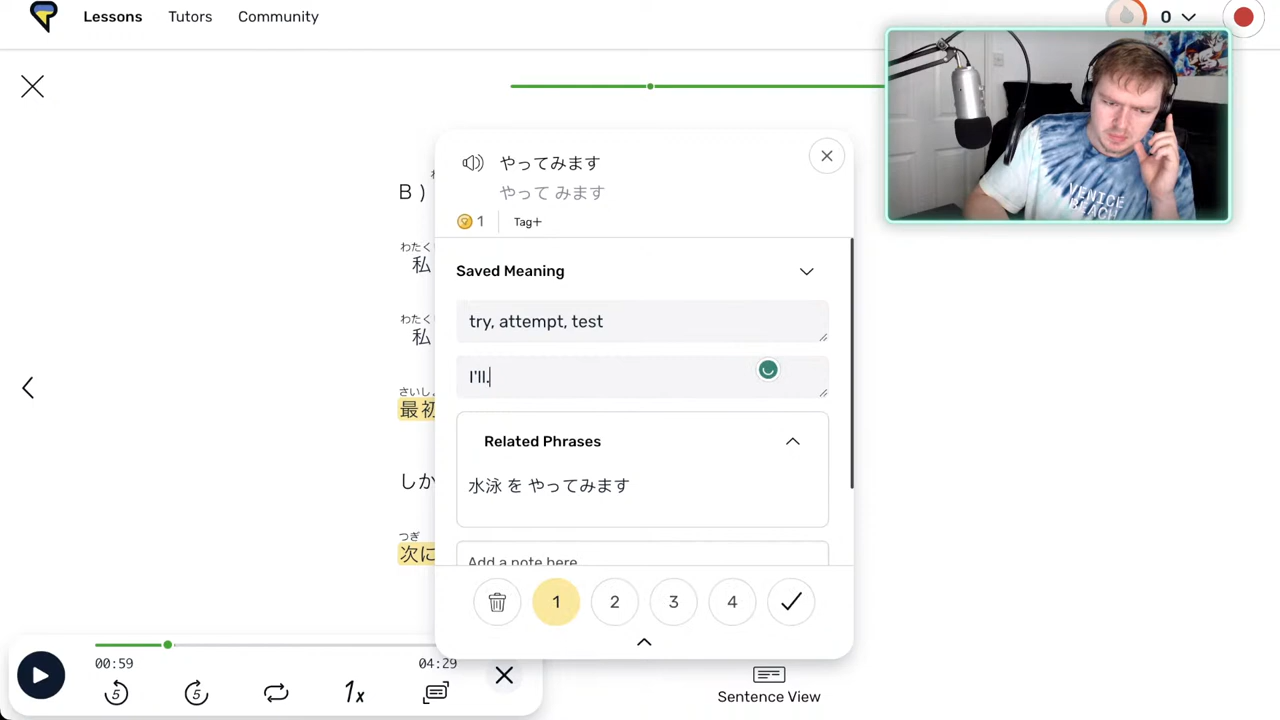 Lessons
Tutors
Community
0
VENICE
BEACH
やってみます
やって みます
1
Tag+
Saved Meaning
try, attempt, test
I'll.
Related Phrases
水泳 を やってみます
Add a note here
1
2
3
4
B )
わたく
私
わたく
私
さいし
最初
しか
つぎ
次に
00:59
04:29
5
5
1x
Sentence View